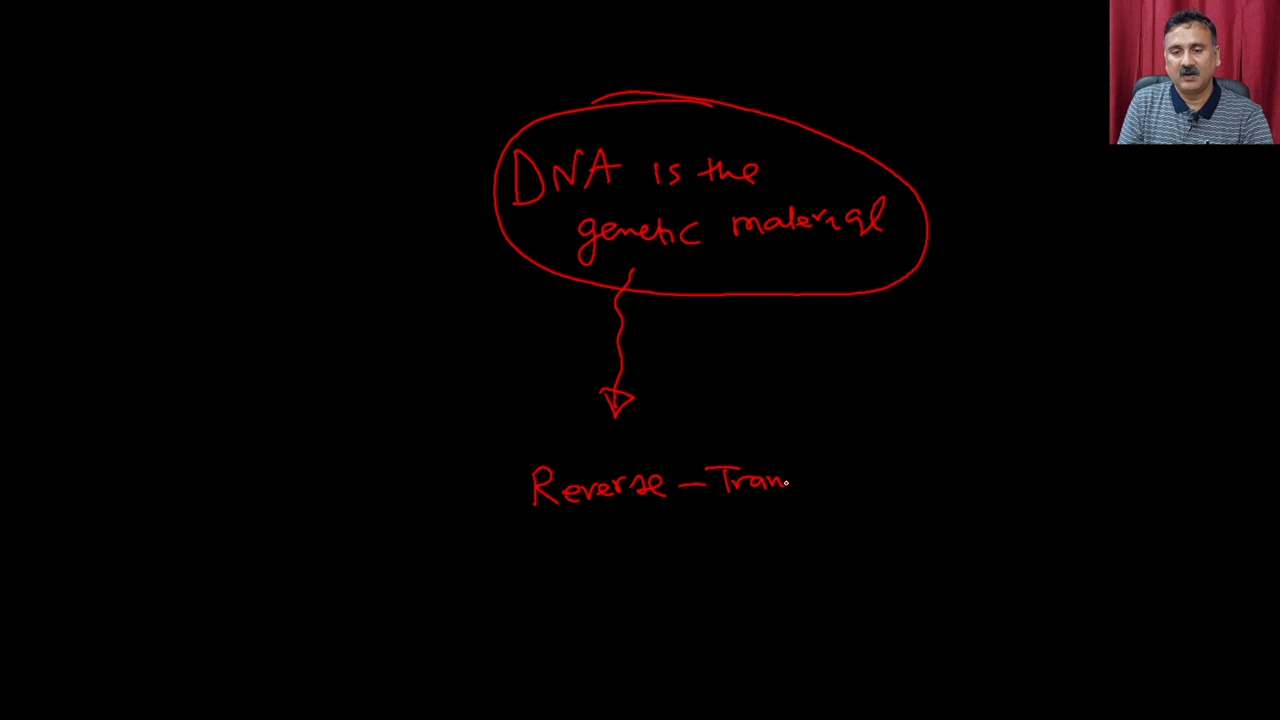 DNA is the
genetic material
Reverse - Tran